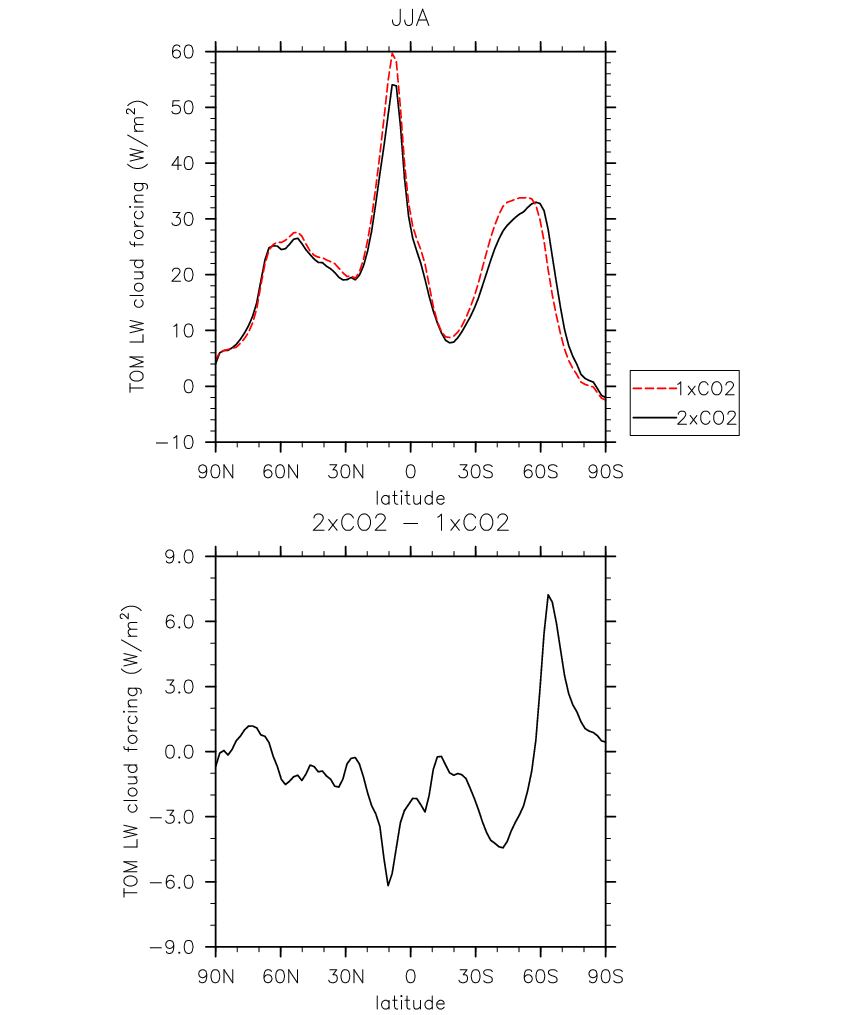 JJA
TOM LW cloud forcing (W/m²)
60
50
40
30
20
10
0
−10
90N 60N 30N 0 30S 60S 90S
latitude
1xCO2
2xCO2
2xCO2 − 1xCO2
TOM LW cloud forcing (W/m²)
9.0
6.0
3.0
0.0
−3.0
−6.0
−9.0
90N 60N 30N 0 30S 60S 90S
latitude